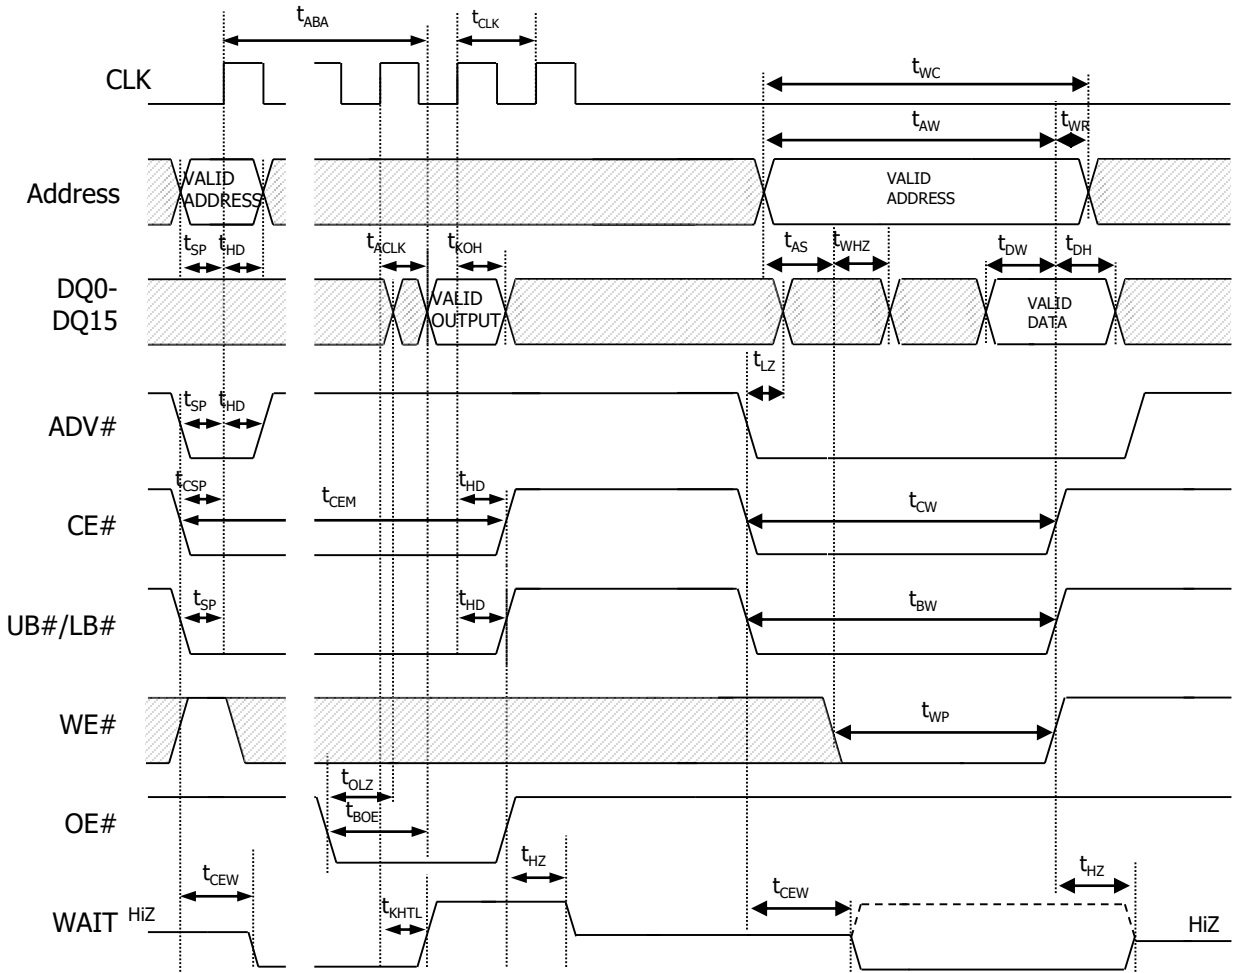 tABA
tCLK
CLK
tWC
tAW
tWR
Address
VALID
ADDRESS
VALID
ADDRESS
tSP
tHD
tACLK
tKOH
tAS
tWHZ
tDW
tDH
DQ0-
DQ15
VALID
OUTPUT
VALID
DATA
tLZ
ADV#
tSP
tHD
tCSP
tHD
CE#
tCEM
tCW
tSP
tHD
UB#/LB#
tBW
WE#
tWP
tOLZ
OE#
tBOE
tHZ
tHZ
tCEW
tCEW
WAIT
HiZ
tKHTL
HiZ